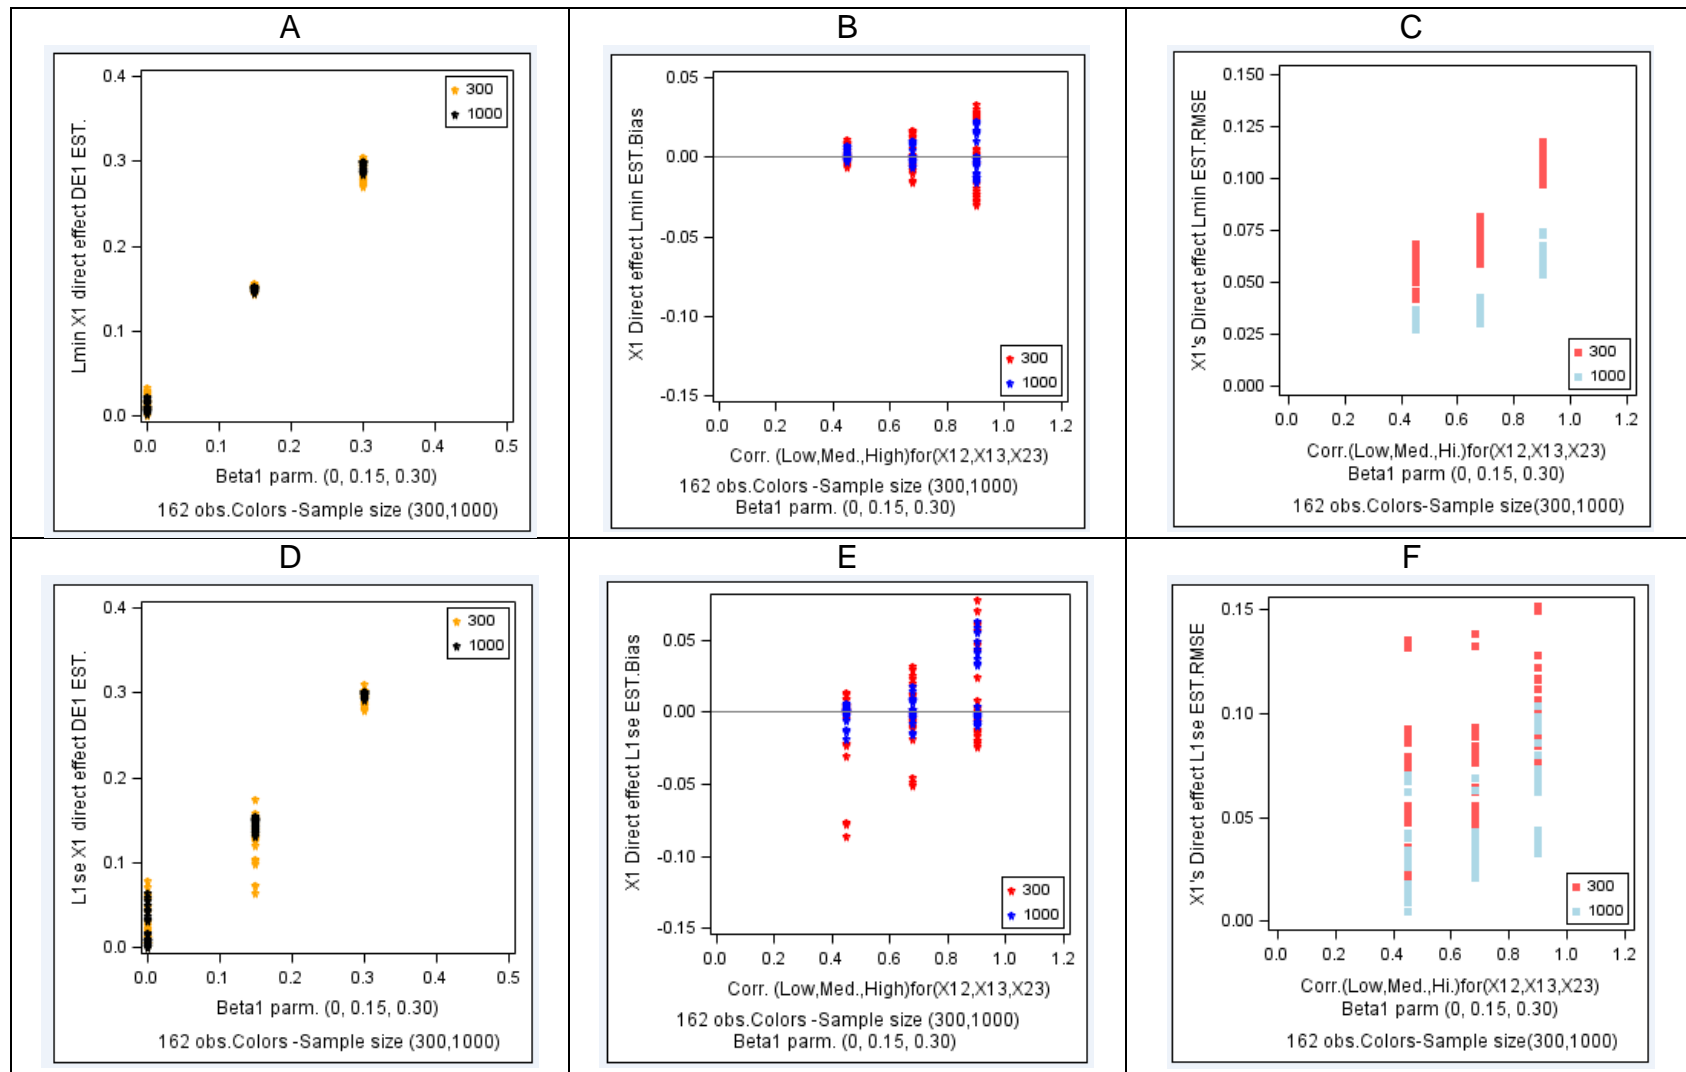 A
Lmin X1 direct effect DE1 EST.
0.4
0.3
0.2
0.1
0.0
300
1000
0.0 0.1 0.2 0.3 0.4 0.5
Beta1 parm. (0, 0.15, 0.30)
162 obs.Colors -Sample size (300,1000)
B
X1 Direct effect Lmin EST.Bias
0.05
0.00
-0.05
-0.10
-0.15
300
1000
0.0 0.2 0.4 0.6 0.8 1.0 1.2
Corr. (Low,Med.,High)for(X12,X13,X23)
162 obs.Colors -Sample size (300,1000)
Beta1 parm. (0, 0.15, 0.30)
C
X1's Direct effect Lmin EST.RMSE
0.150
0.125
0.100
0.075
0.050
0.025
0.000
300
1000
0.0 0.2 0.4 0.6 0.8 1.0 1.2
Corr.(Low,Med.,Hi.)for(X12,X13,X23)
Beta1 parm (0, 0.15, 0.30)
162 obs.Colors-Sample size(300,1000)
D
L1se X1 direct effect DE1 EST.
0.4
0.3
0.2
0.1
0.0
300
1000
0.0 0.1 0.2 0.3 0.4 0.5
Beta1 parm. (0, 0.15, 0.30)
162 obs.Colors -Sample size (300,1000)
E
X1 Direct effect L1se EST.Bias
0.05
0.00
-0.05
-0.10
-0.15
300
1000
0.0 0.2 0.4 0.6 0.8 1.0 1.2
Corr. (Low,Med.,High)for(X12,X13,X23)
162 obs.Colors -Sample size (300,1000)
Beta1 parm. (0, 0.15, 0.30)
F
X1's Direct effect L1se EST.RMSE
0.15
0.10
0.05
0.00
300
1000
0.0 0.2 0.4 0.6 0.8 1.0 1.2
Corr.(Low,Med.,Hi.)for(X12,X13,X23)
Beta1 parm (0, 0.15, 0.30)
162 obs.Colors-Sample size(300,1000)